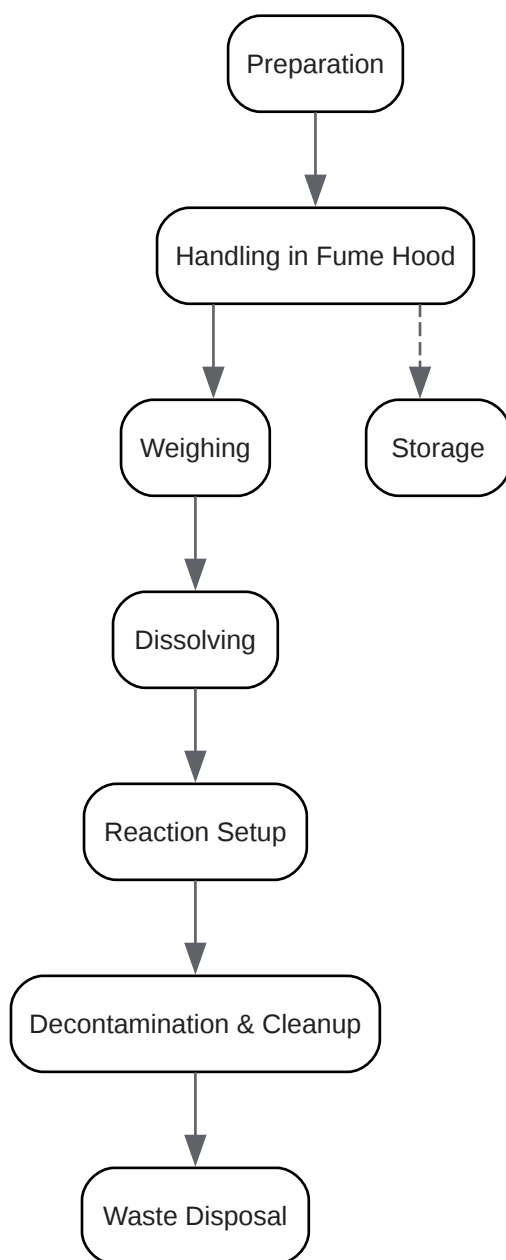 Preparation
Handling in Fume Hood
Weighing
Storage
Dissolving
Reaction Setup
Decontamination & Cleanup
Waste Disposal